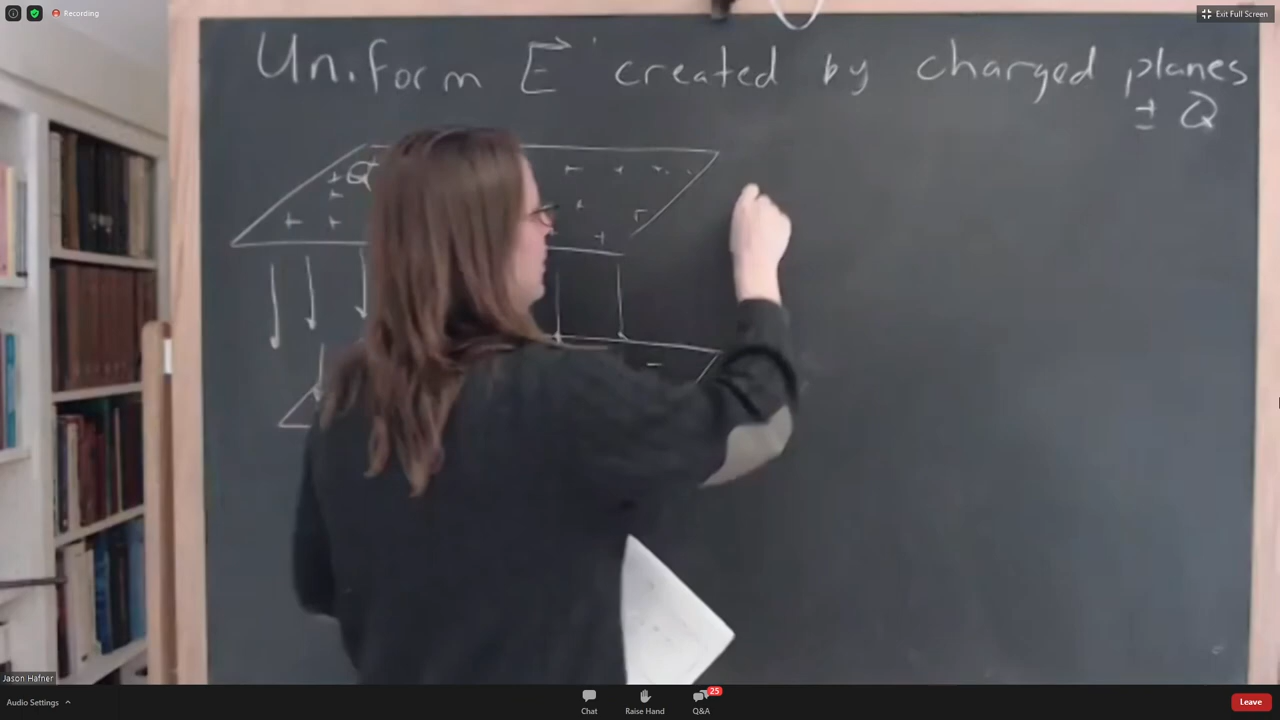 Recording
Exit Full Screen
Uniform E created by charged planes
± Q
Q
Jason Hafner
Audio Settings
Chat
Raise Hand
Q&A
25
Leave